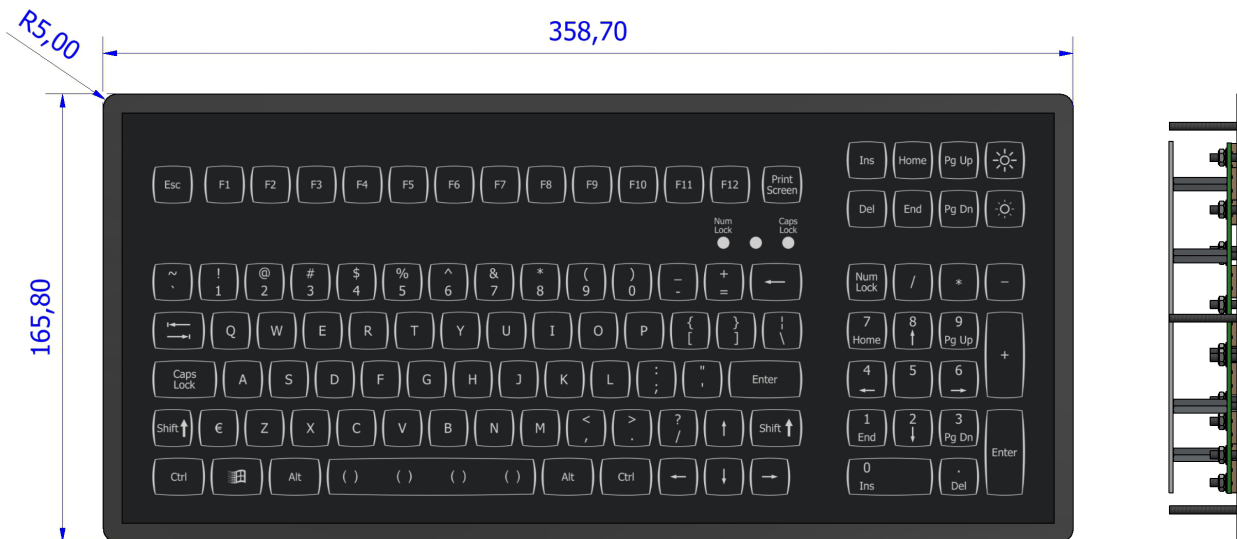 R5,00
358,70
165,80
Esc F1 F2 F3 F4 F5 F6 F7 F8 F9 F10 F11 F12 Print Screen
Ins Home Pg Up
Del End Pg Dn
Num Lock Caps Lock
~ ` ! 1 @ 2 # 3 $ 4 % 5 ^ 6 & 7 * 8 ( 9 ) 0 _ - + = ←
Q W E R T Y U I O P { [ } ] ¦ \
Caps Lock A S D F G H J K L : ; " ' Enter
Shift ↑ € Z X C V B N M < , > . ? / ↑ Shift ↑
Ctrl Alt ( ) ( ) ( ) ( ) Alt Ctrl ← ↓ →
Num Lock / * −
7 Home 8 ↑ 9 Pg Up +
4 ← 5 6 →
1 End 2 ↓ 3 Pg Dn Enter
0 Ins . Del